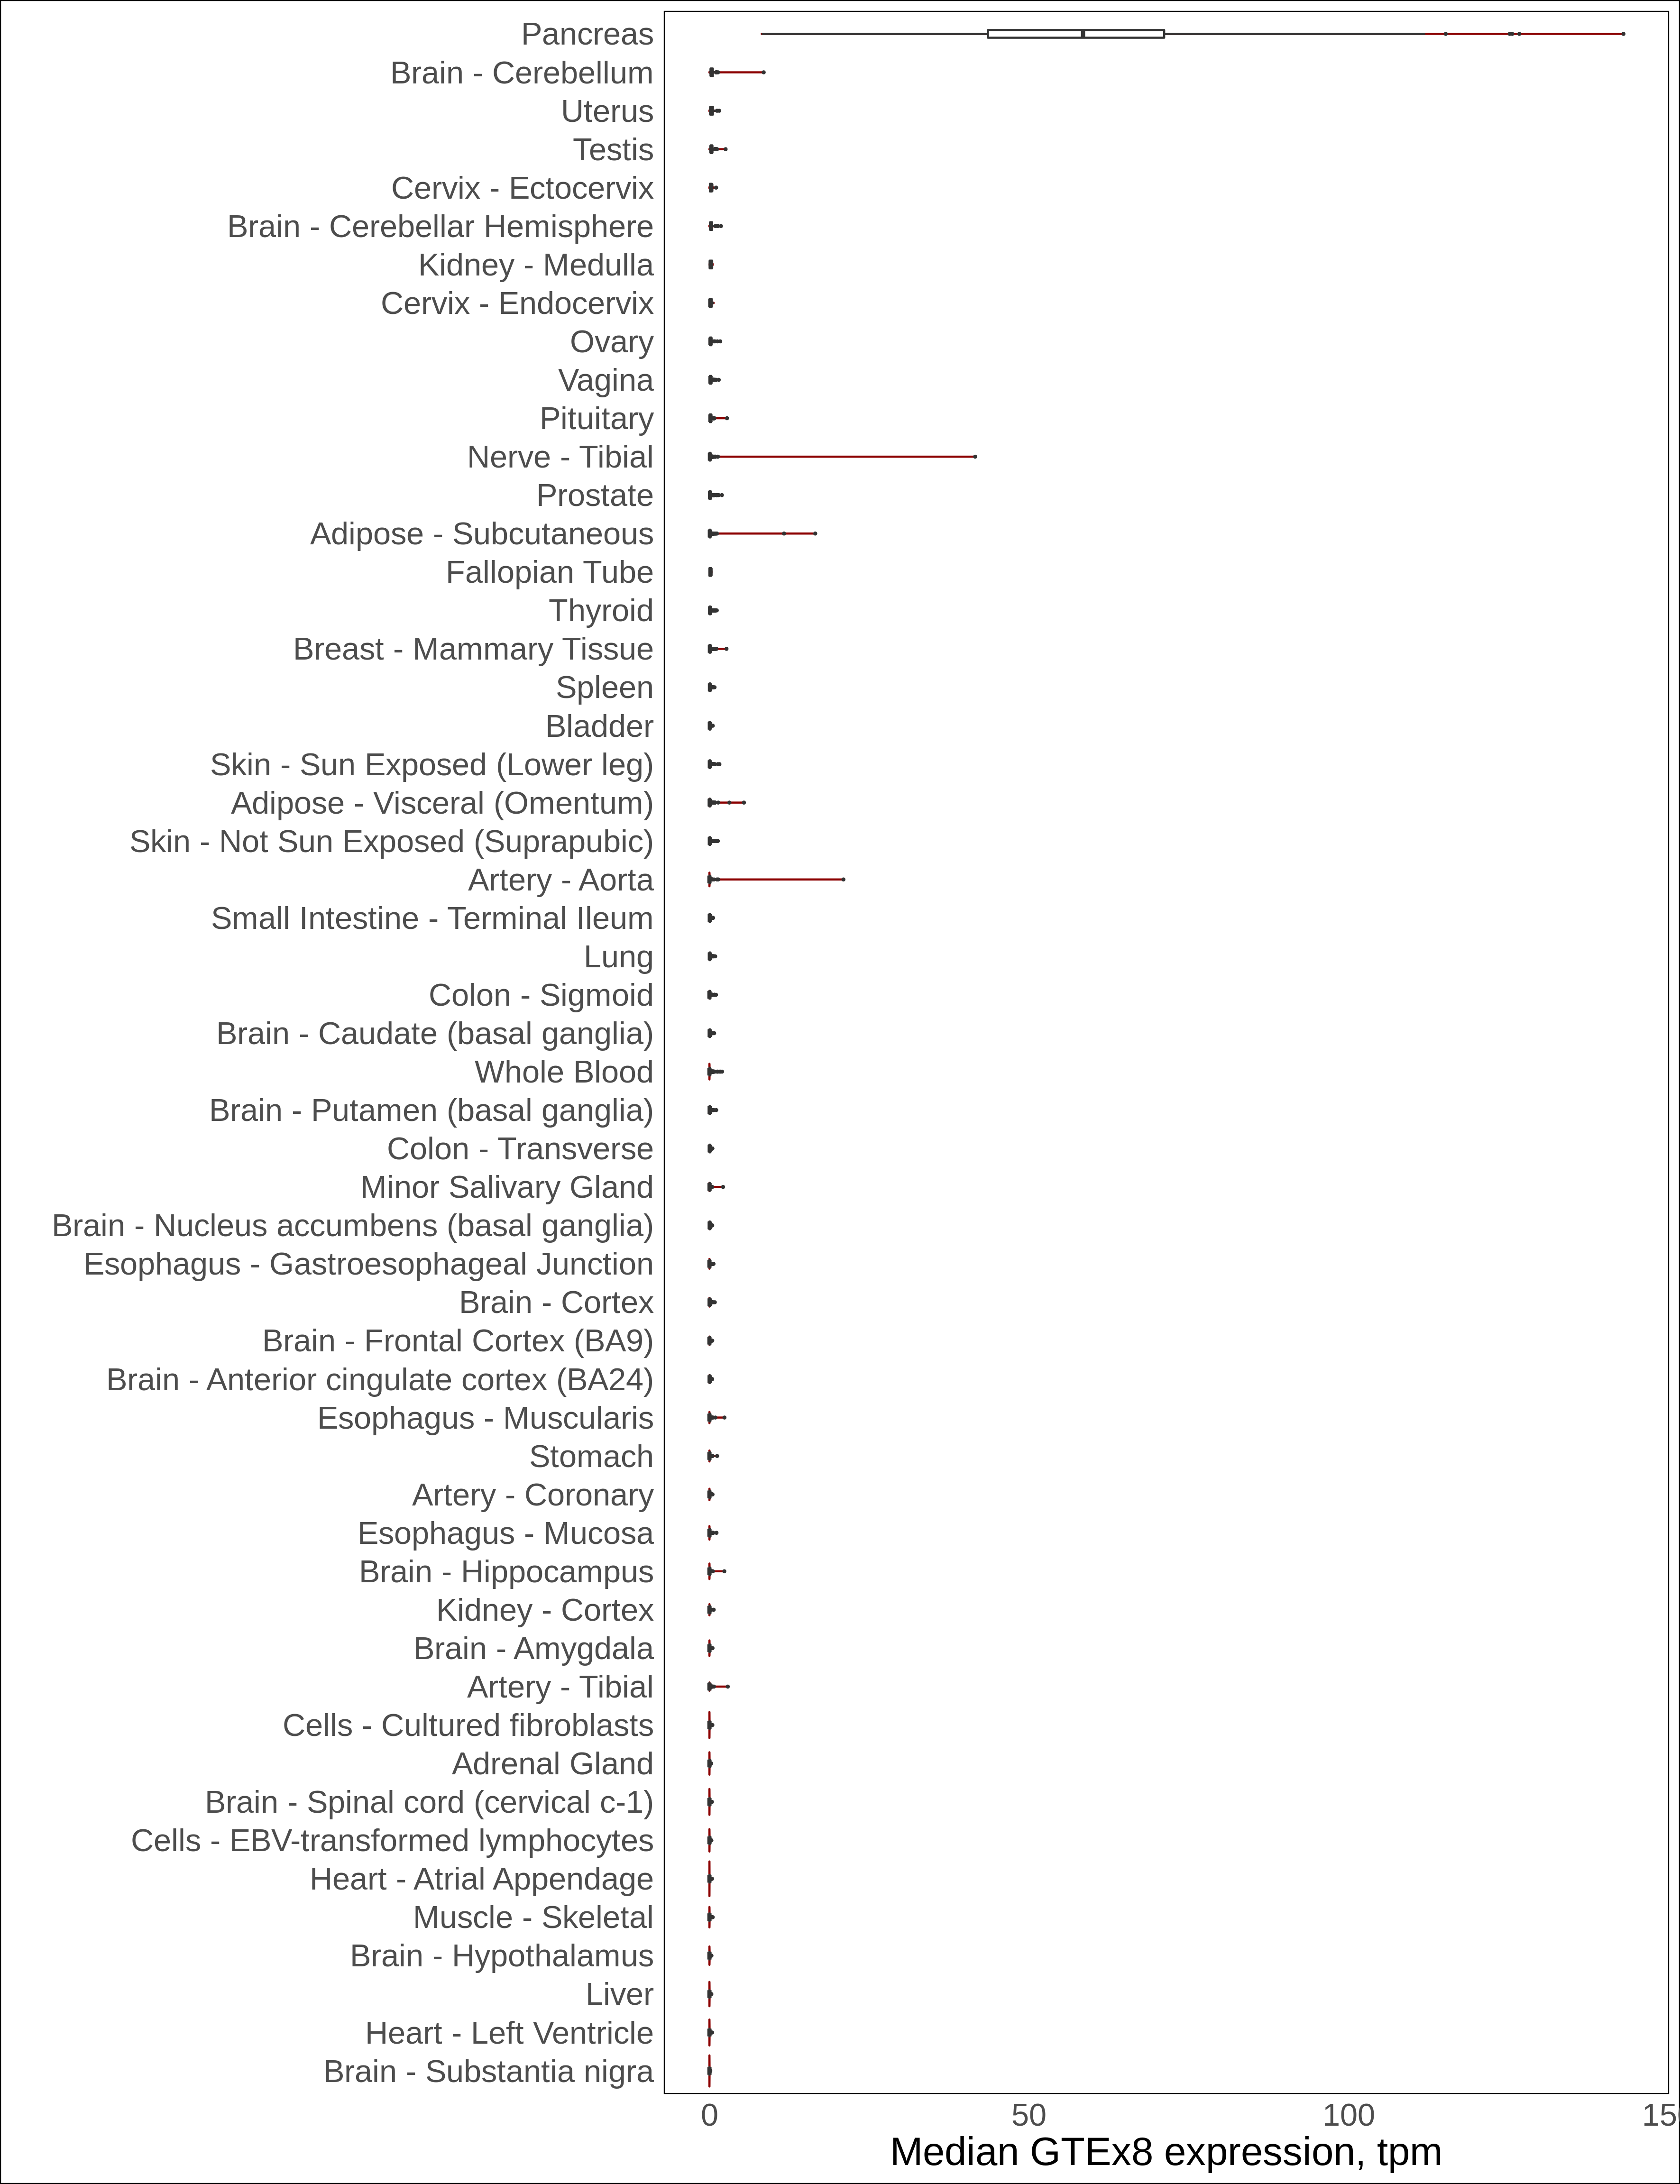 Pancreas
Brain - Cerebellum
Uterus
Testis
Cervix - Ectocervix
Brain - Cerebellar Hemisphere
Kidney - Medulla
Cervix - Endocervix
Ovary
Vagina
Pituitary
Nerve - Tibial
Prostate
Adipose - Subcutaneous
Fallopian Tube
Thyroid
Breast - Mammary Tissue
Spleen
Bladder
Skin - Sun Exposed (Lower leg)
Adipose - Visceral (Omentum)
Skin - Not Sun Exposed (Suprapubic)
Artery - Aorta
Small Intestine - Terminal Ileum
Lung
Colon - Sigmoid
Brain - Caudate (basal ganglia)
Whole Blood
Brain - Putamen (basal ganglia)
Colon - Transverse
Minor Salivary Gland
Brain - Nucleus accumbens (basal ganglia)
Esophagus - Gastroesophageal Junction
Brain - Cortex
Brain - Frontal Cortex (BA9)
Brain - Anterior cingulate cortex (BA24)
Esophagus - Muscularis
Stomach
Artery - Coronary
Esophagus - Mucosa
Brain - Hippocampus
Kidney - Cortex
Brain - Amygdala
Artery - Tibial
Cells - Cultured fibroblasts
Adrenal Gland
Brain - Spinal cord (cervical c-1)
Cells - EBV-transformed lymphocytes
Heart - Atrial Appendage
Muscle - Skeletal
Brain - Hypothalamus
Liver
Heart - Left Ventricle
Brain - Substantia nigra
0 50 100 15
Median GTEx8 expression, tpm